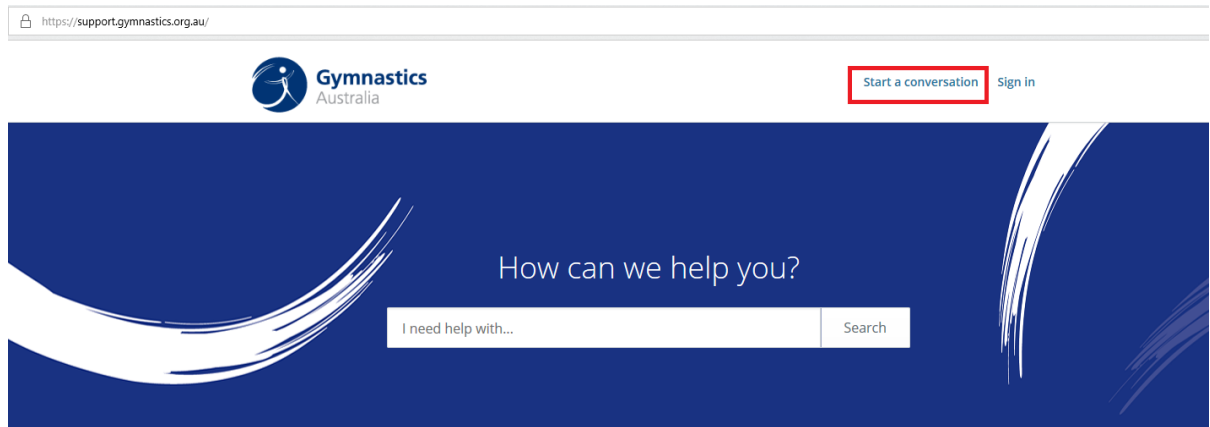 https://support.gymnastics.org.au/
Gymnastics
Australia
Start a conversation Sign in
How can we help you?
I need help with... Search